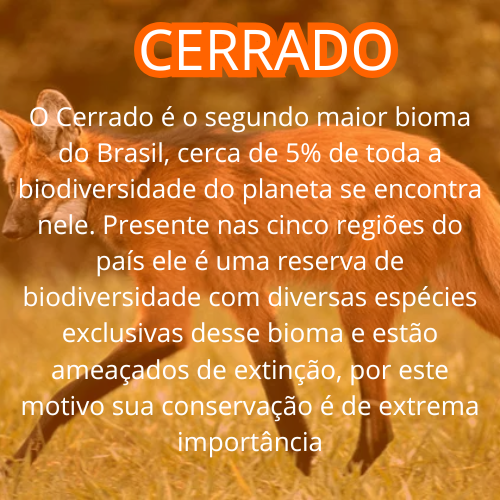 CERRADO
O Cerrado é o segundo maior bioma
do Brasil, cerca de 5% de toda a
biodiversidade do planeta se encontra
nele. Presente nas cinco regiões do
país ele é uma reserva de
biodiversidade com diversas espécies
exclusivas desse bioma e estão
ameaçados de extinção, por este
motivo sua conservação é de extrema
importância